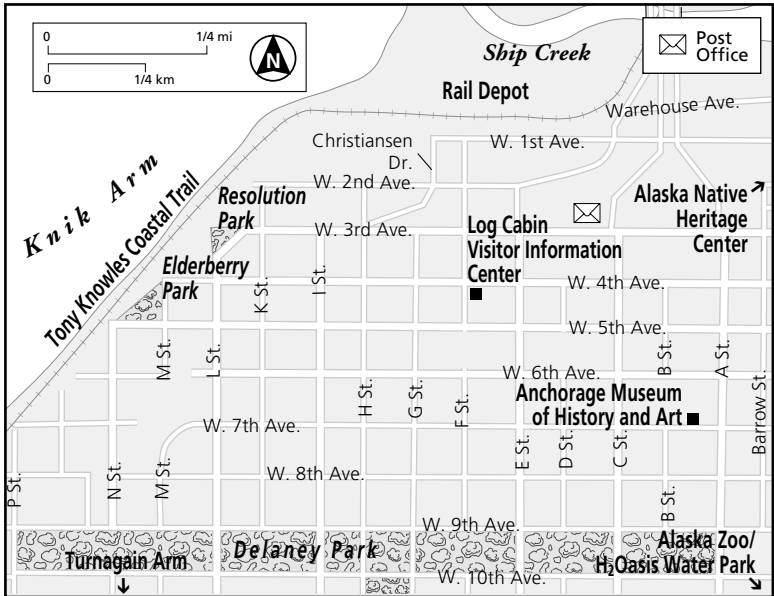 0 1/4 mi
0 1/4 km
N
Post
Office
Ship Creek
Rail Depot
Warehouse Ave.
W. 1st Ave.
Christiansen
Dr.
W. 2nd Ave.
Knik Arm
Tony Knowles Coastal Trail
Resolution
Park
W. 3rd Ave.
Log Cabin
Visitor Information
Center
Alaska Native
Heritage
Center
Elderberry
Park
K St.
I St.
W. 4th Ave.
W. 5th Ave.
M St.
L St.
B St.
A St.
W. 6th Ave.
H St.
G St.
F St.
Anchorage Museum
of History and Art
Barrow St.
W. 7th Ave.
E St.
D St.
C St.
W. 8th Ave.
P St.
N St.
M St.
B St.
W. 9th Ave.
Delaney Park
Turnagain Arm
Alaska Zoo/
H₂Oasis Water Park
W. 10th Ave.